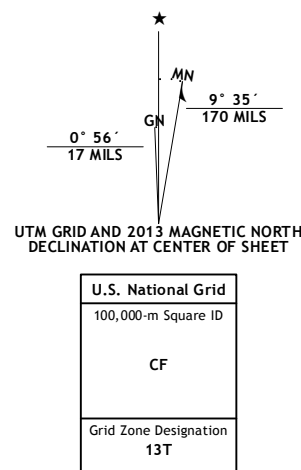 ★
MN
GN
9° 35´
170 MILS
0° 56´
17 MILS
UTM GRID AND 2013 MAGNETIC NORTH
DECLINATION AT CENTER OF SHEET
U.S. National Grid
100,000-m Square ID
CF
Grid Zone Designation
13T